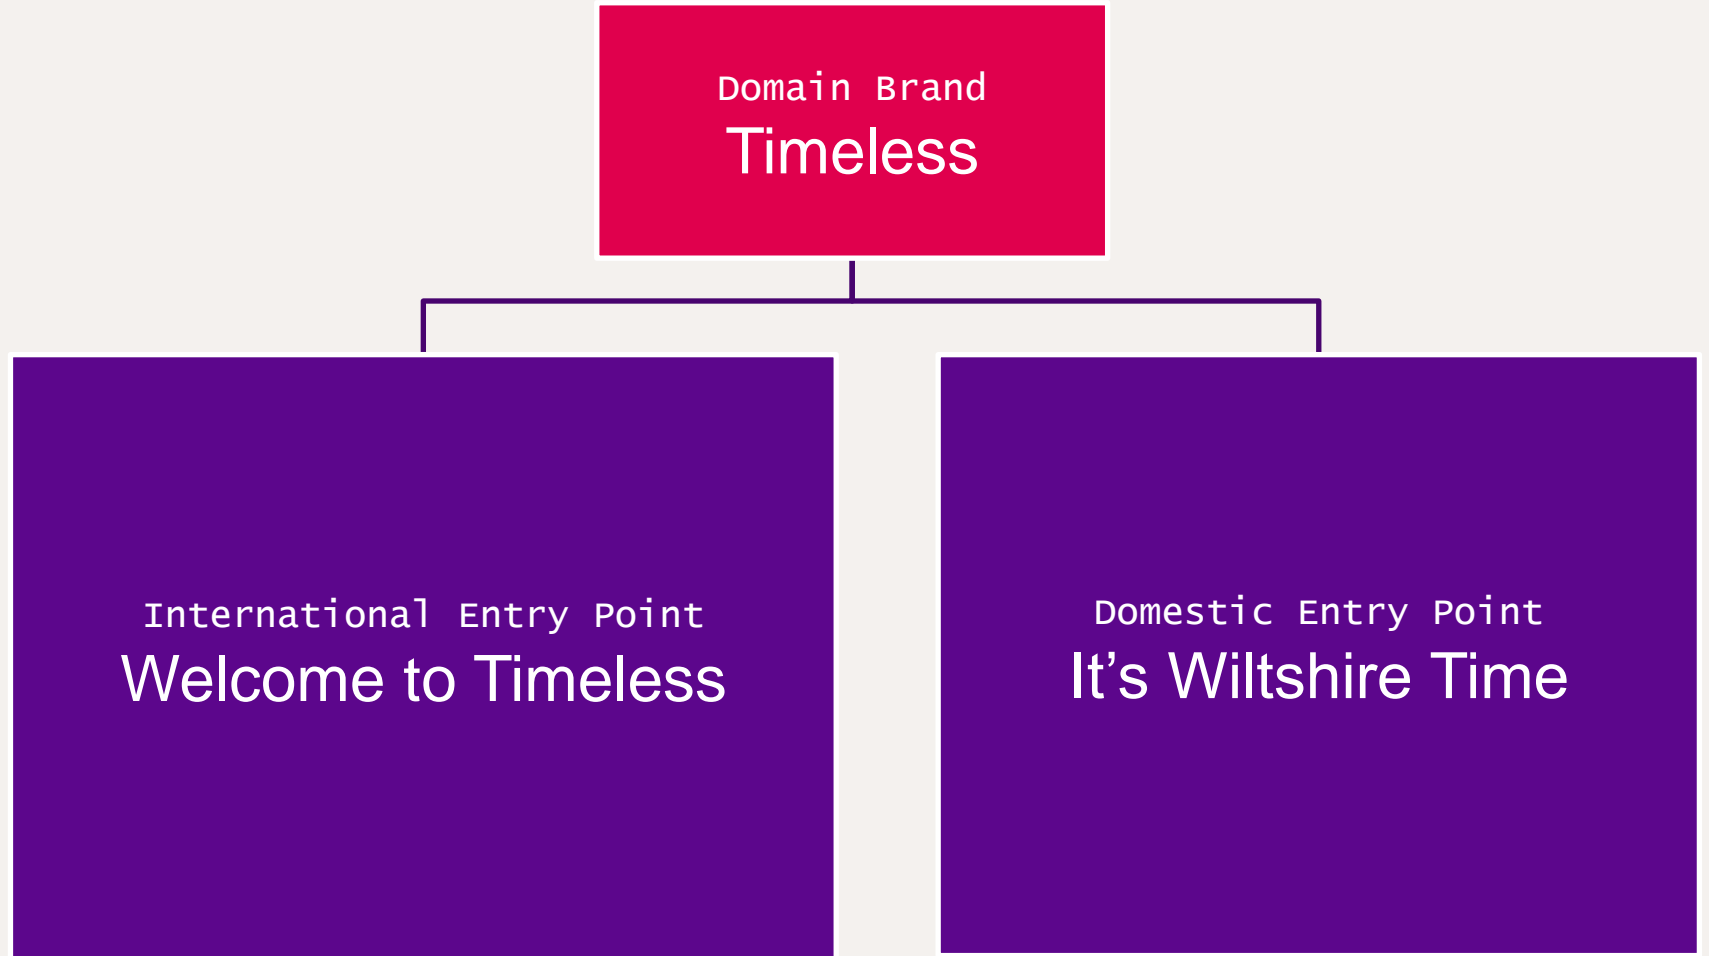 Domain Brand
Timeless
International Entry Point
Welcome to Timeless
Domestic Entry Point
It’s Wiltshire Time